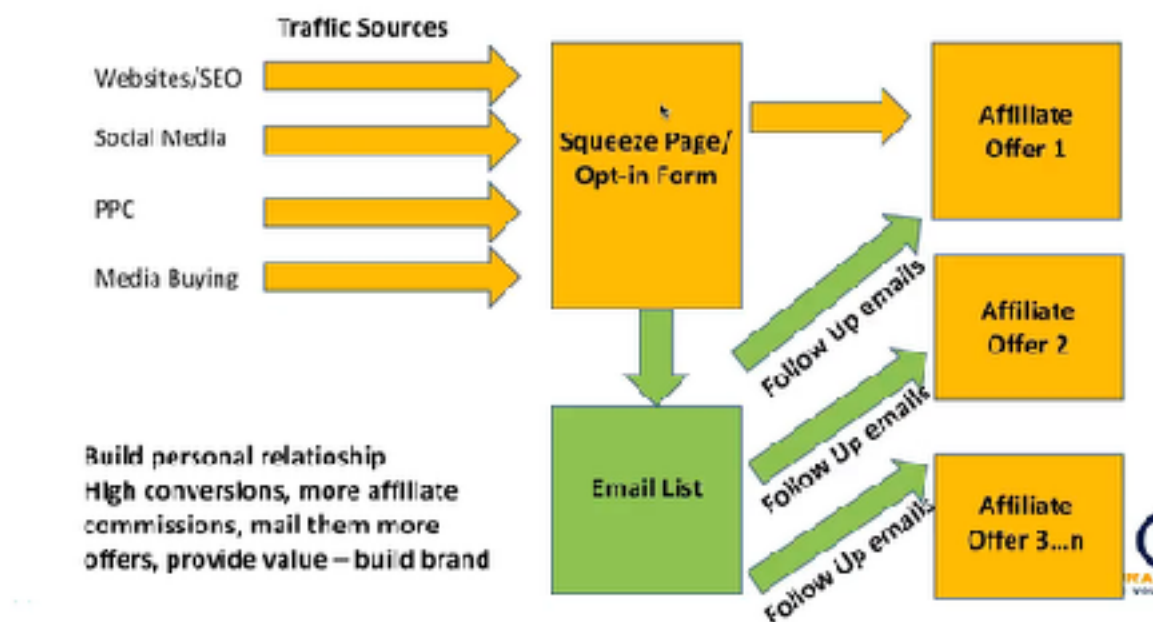 Traffic Sources
Websites/SEO
Social Media
PPC
Media Buying
Squeeze Page/
Opt-in Form
Affiliate
Offer 1
Follow Up emails
Affiliate
Offer 2
Follow Up emails
Email List
Affiliate
Offer 3...n
Follow Up emails
Build personal relatioship
High conversions, more affiliate
commissions, mail them more
offers, provide value – build brand